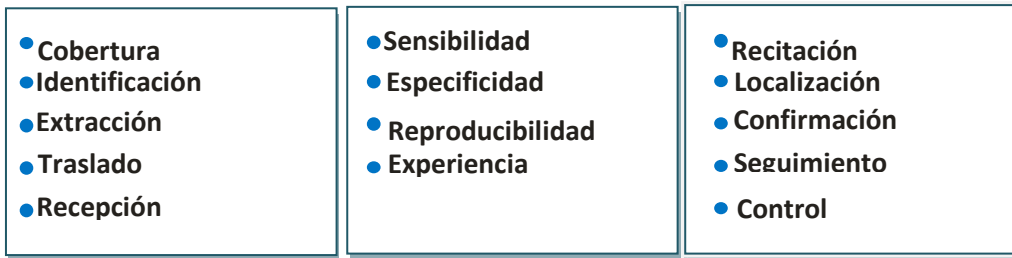 • Cobertura
• Identificación
• Extracción
• Traslado
• Recepción
• Sensibilidad
• Especificidad
• Reproducibilidad
• Experiencia
• Recitación
• Localización
• Confirmación
• Seguimiento
• Control